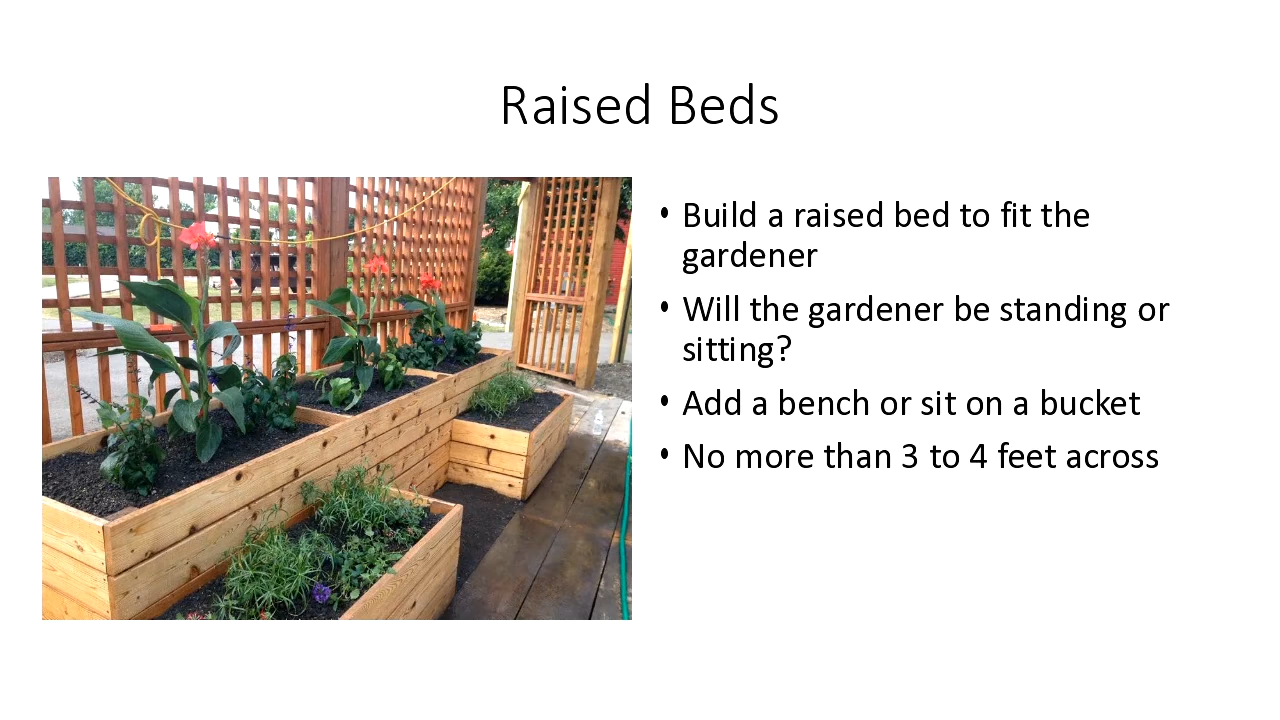 Raised Beds
• Build a raised bed to fit the
gardener
• Will the gardener be standing or
sitting?
• Add a bench or sit on a bucket
• No more than 3 to 4 feet across